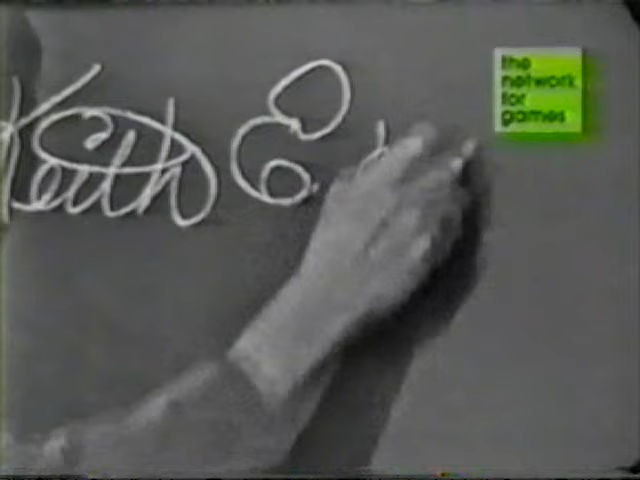 Keith E.
the
network
for
games